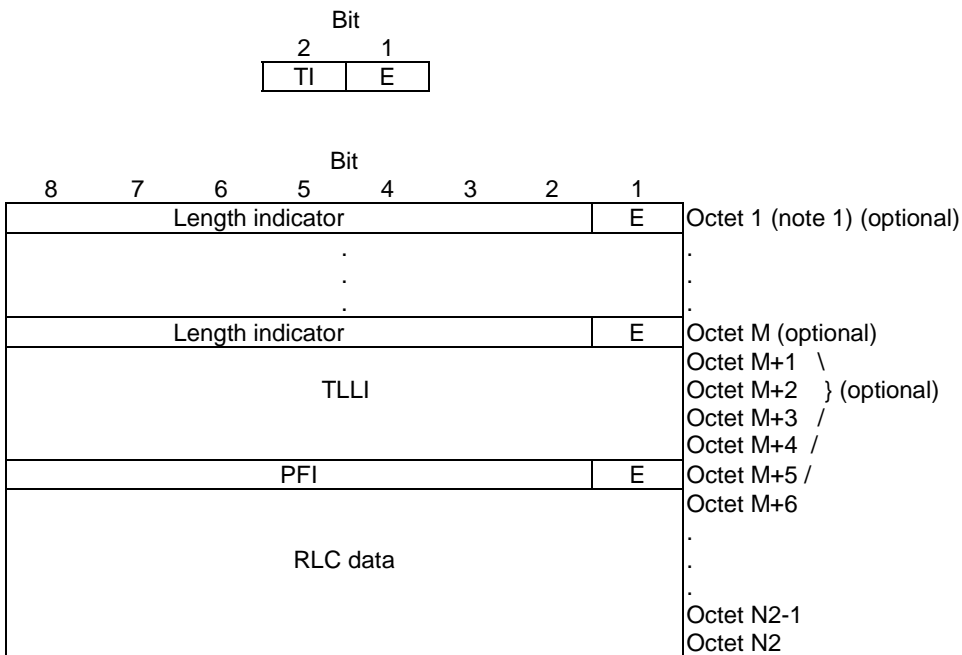 Bit
2 1
TI E
Bit
8 7 6 5 4 3 2 1
Length indicator E Octet 1 (note 1) (optional)
. .
. .
. .
Length indicator E Octet M (optional)
Octet M+1 \
TLLI Octet M+2 } (optional)
Octet M+3 /
Octet M+4 /
PFI E Octet M+5 /
Octet M+6
.
RLC data .
.
Octet N2-1
Octet N2